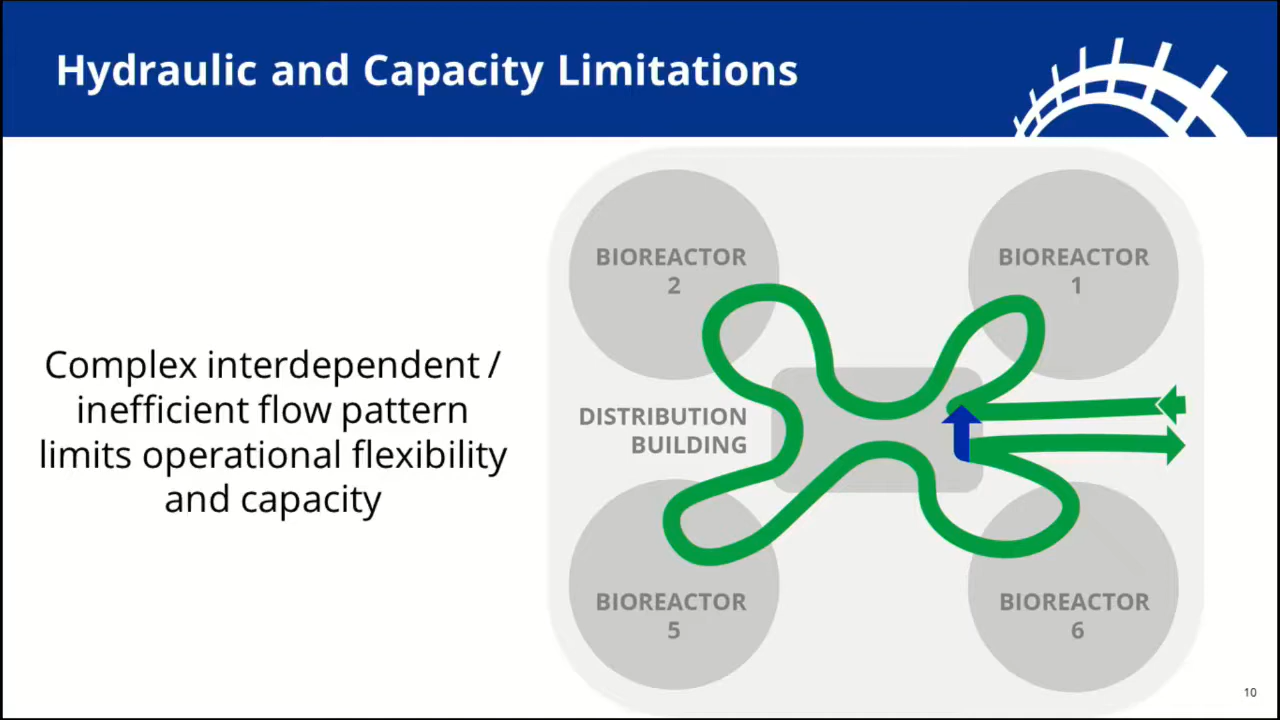 Hydraulic and Capacity Limitations
Complex interdependent /
inefficient flow pattern
limits operational flexibility
and capacity
BIOREACTOR
2
BIOREACTOR
1
DISTRIBUTION
BUILDING
BIOREACTOR
5
BIOREACTOR
6
10